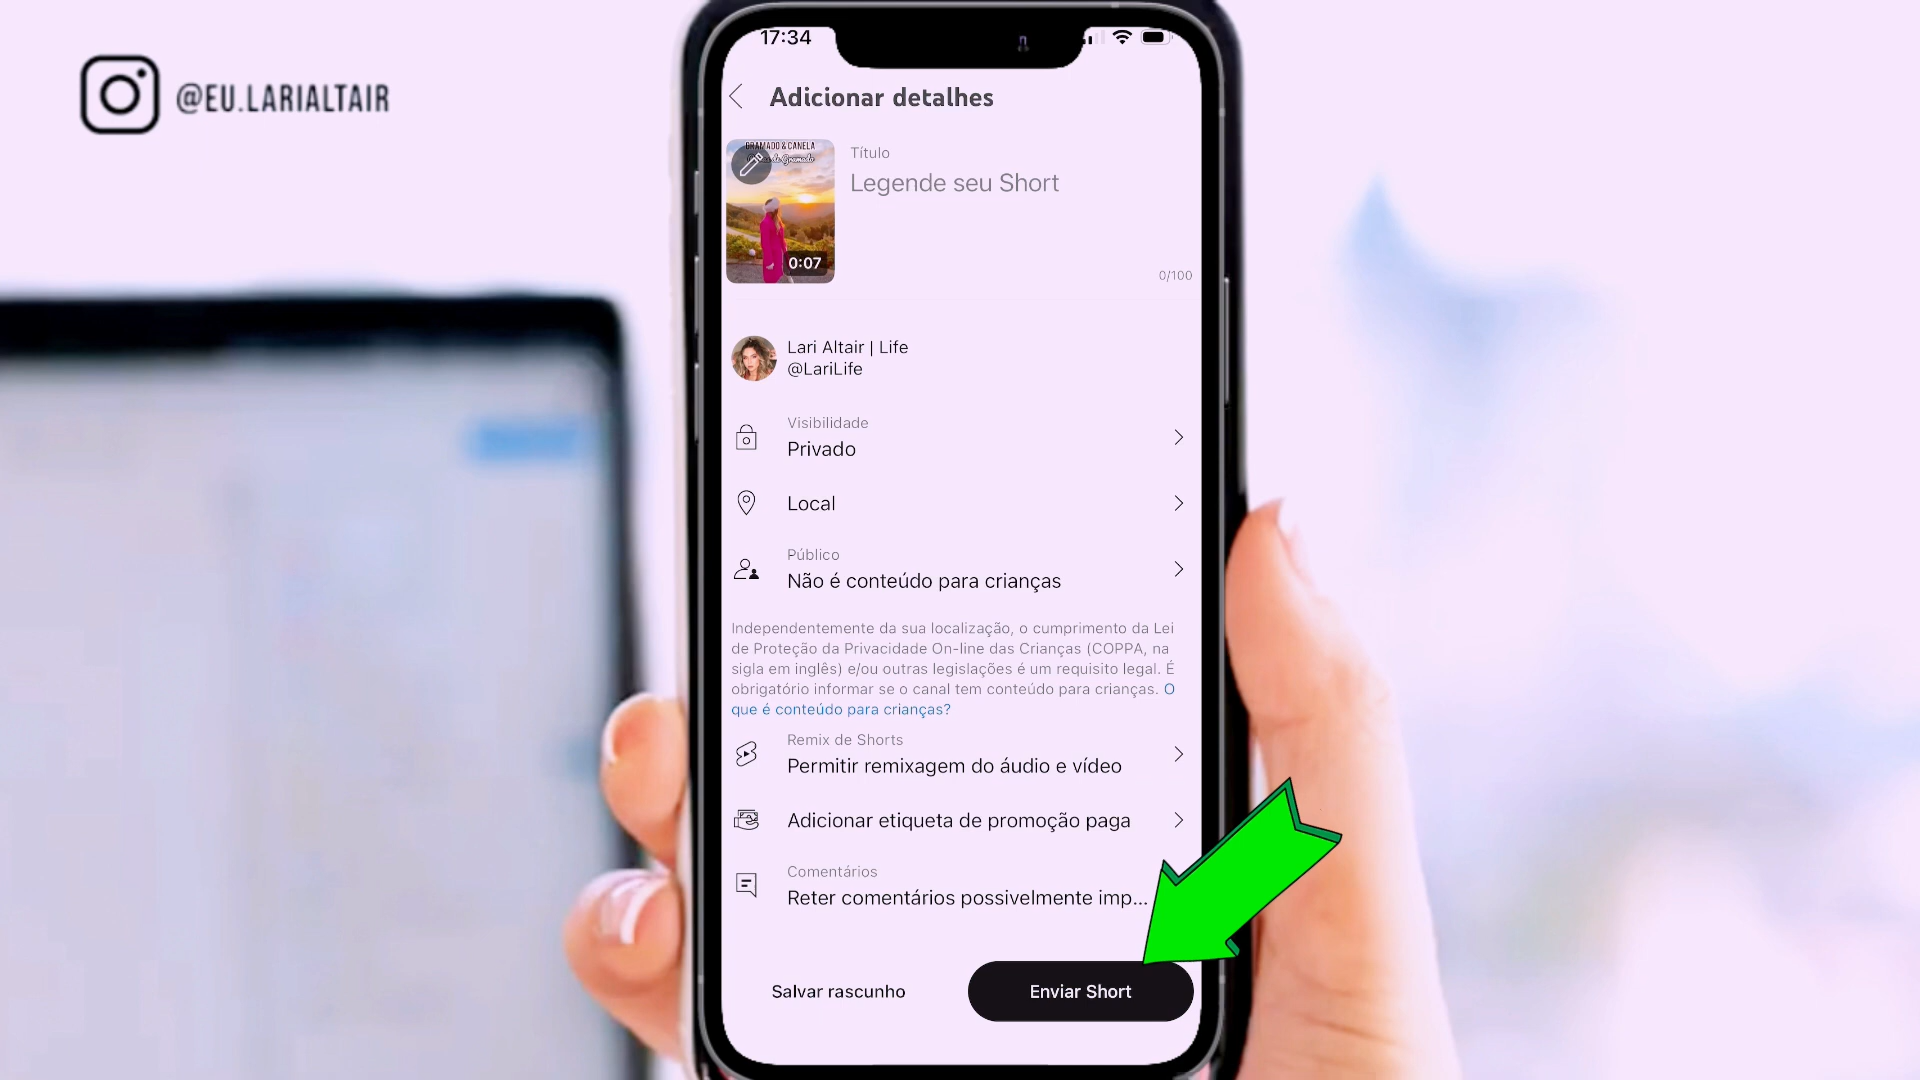 @EU.LARIALTAIR
17:34
Adicionar detalhes
GRAMADO & CANELA
de Gramado
0:07
Título
Legende seu Short
0/100
Lari Altair | Life
@LariLife
Visibilidade
Privado
Local
Público
Não é conteúdo para crianças
Independentemente da sua localização, o cumprimento da Lei
de Proteção da Privacidade On-line das Crianças (COPPA, na
sigla em inglês) e/ou outras legislações é um requisito legal. É
obrigatório informar se o canal tem conteúdo para crianças. O
que é conteúdo para crianças?
Remix de Shorts
Permitir remixagem do áudio e vídeo
Adicionar etiqueta de promoção paga
Comentários
Reter comentários possivelmente imp...
Salvar rascunho
Enviar Short